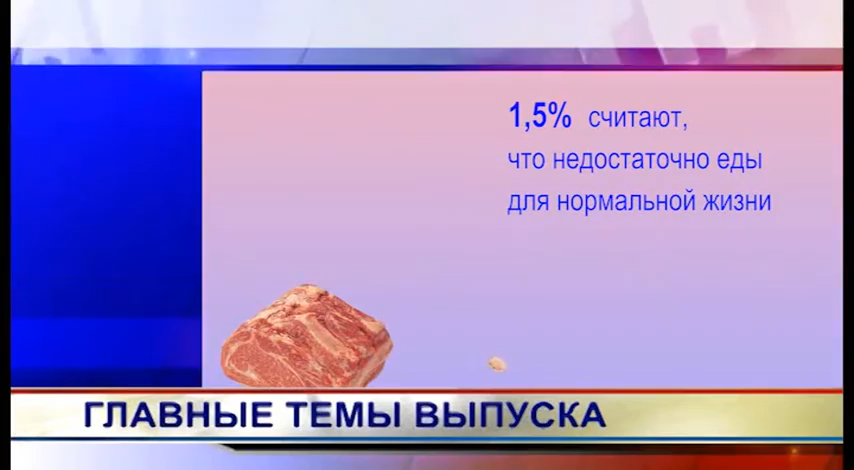 1,5% считают,
что недостаточно еды
для нормальной жизни
ГЛАВНЫЕ ТЕМЫ ВЫПУСКА